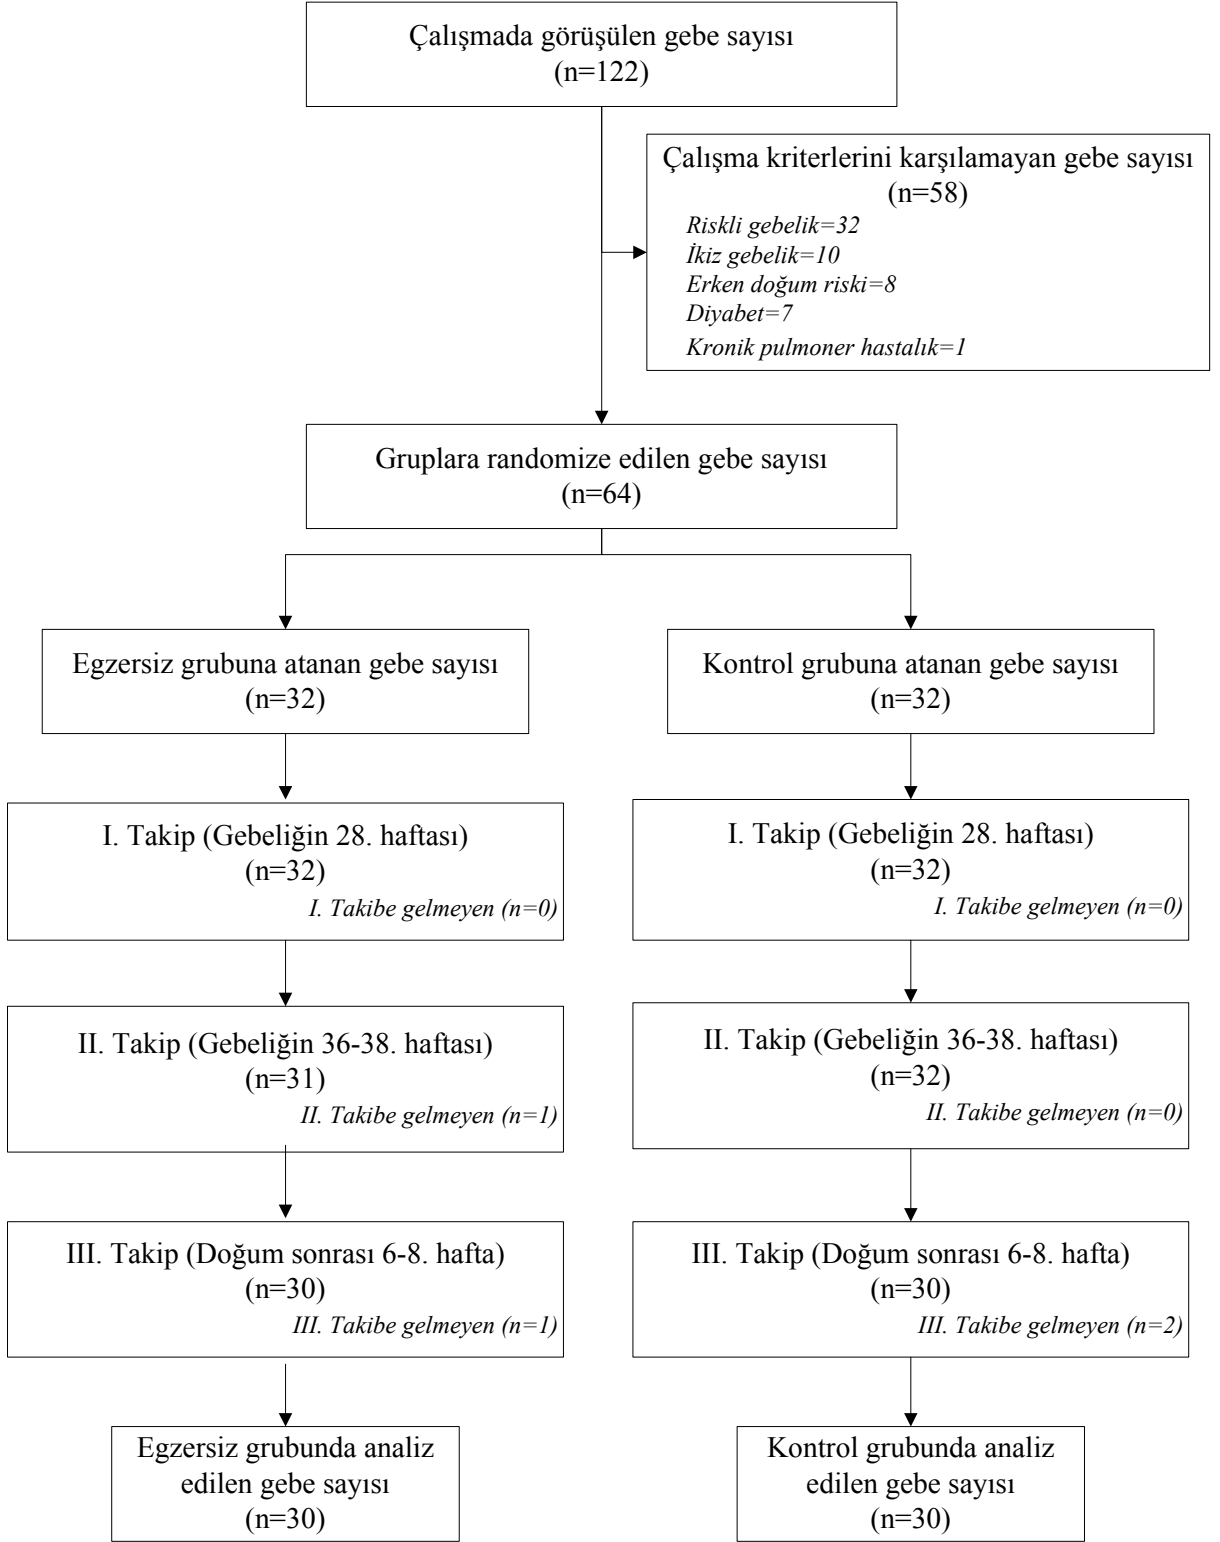 Çalışmada görüşülen gebe sayısı
(n=122)
Çalışma kriterlerini karşılamayan gebe sayısı
(n=58)
Riskli gebelik=32
İkiz gebelik=10
Erken doğum riski=8
Diyabet=7
Kronik pulmoner hastalık=1
Gruplara randomize edilen gebe sayısı
(n=64)
Egzersiz grubuna atanan gebe sayısı
(n=32)
Kontrol grubuna atanan gebe sayısı
(n=32)
I. Takip (Gebeliğin 28. haftası)
(n=32)
I. Takibe gelmeyen (n=0)
I. Takip (Gebeliğin 28. haftası)
(n=32)
I. Takibe gelmeyen (n=0)
II. Takip (Gebeliğin 36-38. haftası)
(n=31)
II. Takibe gelmeyen (n=1)
II. Takip (Gebeliğin 36-38. haftası)
(n=32)
II. Takibe gelmeyen (n=0)
III. Takip (Doğum sonrası 6-8. hafta)
(n=30)
III. Takibe gelmeyen (n=1)
III. Takip (Doğum sonrası 6-8. hafta)
(n=30)
III. Takibe gelmeyen (n=2)
Egzersiz grubunda analiz
edilen gebe sayısı
(n=30)
Kontrol grubunda analiz
edilen gebe sayısı
(n=30)